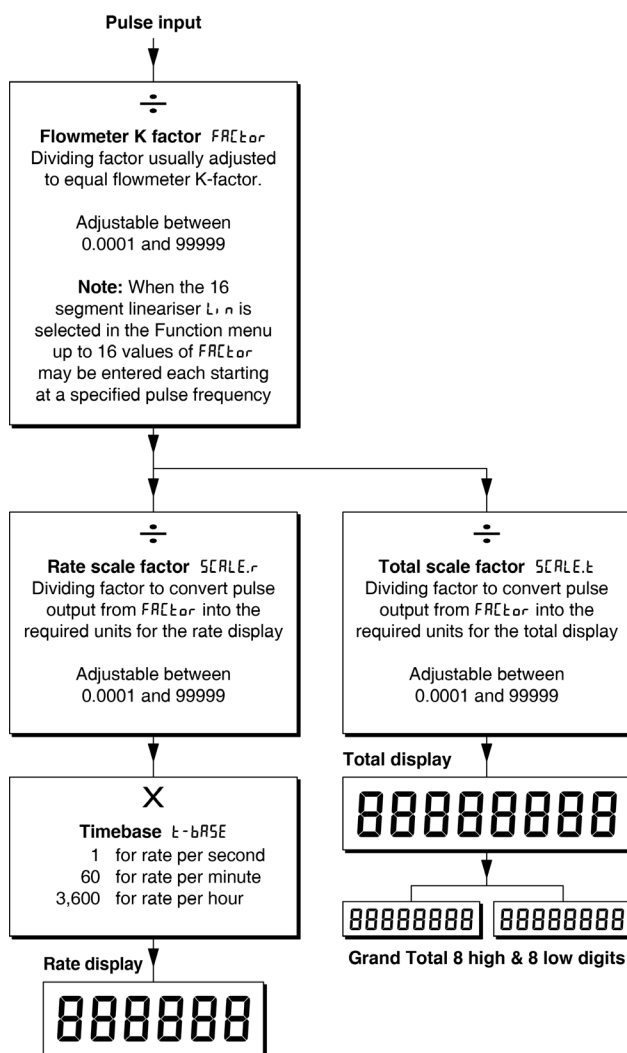 Pulse input
÷
Flowmeter K factor FACtor
Dividing factor usually adjusted
to equal flowmeter K-factor.
Adjustable between
0.0001 and 99999
Note: When the 16
segment lineariser Lin is
selected in the Function menu
up to 16 values of FACtor
may be entered each starting
at a specified pulse frequency
÷
Rate scale factor SCALE.r
Dividing factor to convert pulse
output from FACtor into the
required units for the rate display
Adjustable between
0.0001 and 99999
÷
Total scale factor SCALE.t
Dividing factor to convert pulse
output from FACtor into the
required units for the total display
Adjustable between
0.0001 and 99999
X
Timebase t-bASE
1 for rate per second
60 for rate per minute
3,600 for rate per hour
Rate display
888888
Total display
88888888
88888888 88888888
Grand Total 8 high & 8 low digits